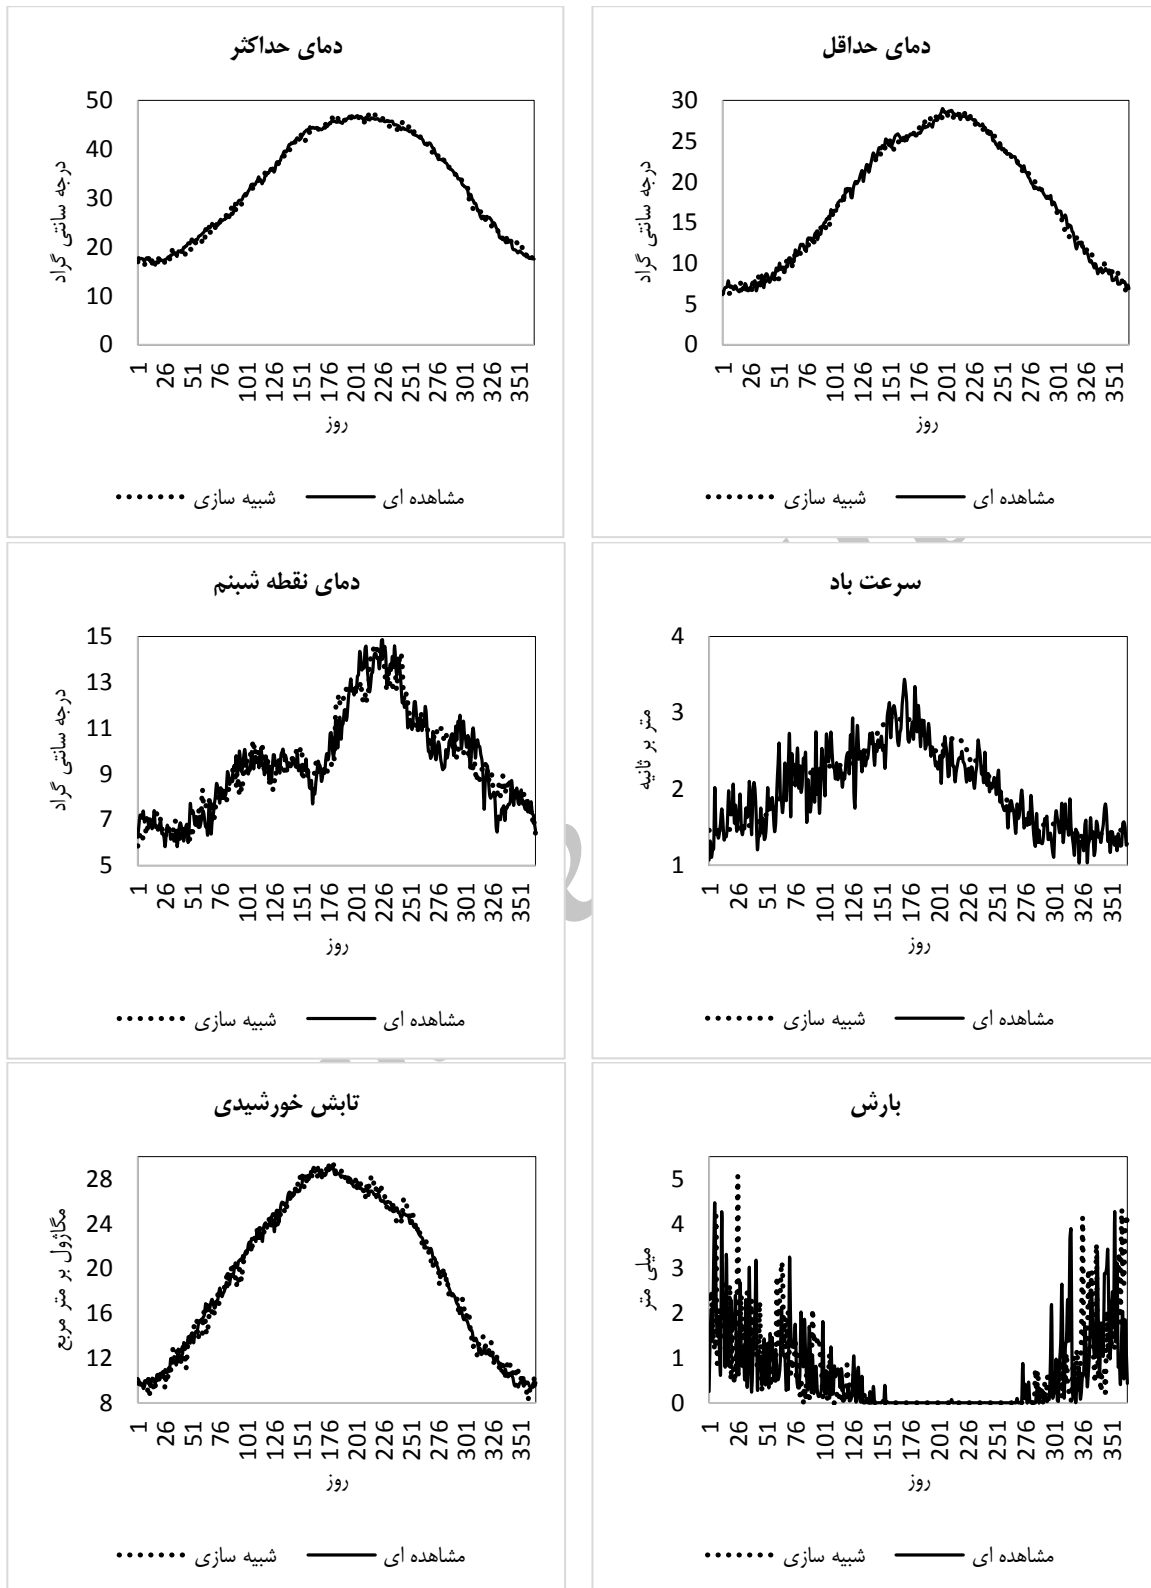 دمای حداقل
درجه سانتی گراد
30
25
20
15
10
5
0
1 26 51 76 101 126 151 176 201 226 251 276 301 326 351
روز
مشاهده ای شبیه سازی
دمای حداکثر
درجه سانتی گراد
50
40
30
20
10
0
1 26 51 76 101 126 151 176 201 226 251 276 301 326 351
روز
مشاهده ای شبیه سازی
سرعت باد
متر بر ثانیه
4
3
2
1
1 26 51 76 101 126 151 176 201 226 251 276 301 326 351
روز
مشاهده ای شبیه سازی
دمای نقطه شبنم
درجه سانتی گراد
15
13
11
9
7
5
1 26 51 76 101 126 151 176 201 226 251 276 301 326 351
روز
مشاهده ای شبیه سازی
بارش
میلی متر
5
4
3
2
1
0
1 26 51 76 101 126 151 176 201 226 251 276 301 326 351
روز
مشاهده ای شبیه سازی
تابش خورشیدی
مگاژول بر متر مربع
28
24
20
16
12
8
1 26 51 76 101 126 151 176 201 226 251 276 301 326 351
روز
مشاهده ای شبیه سازی